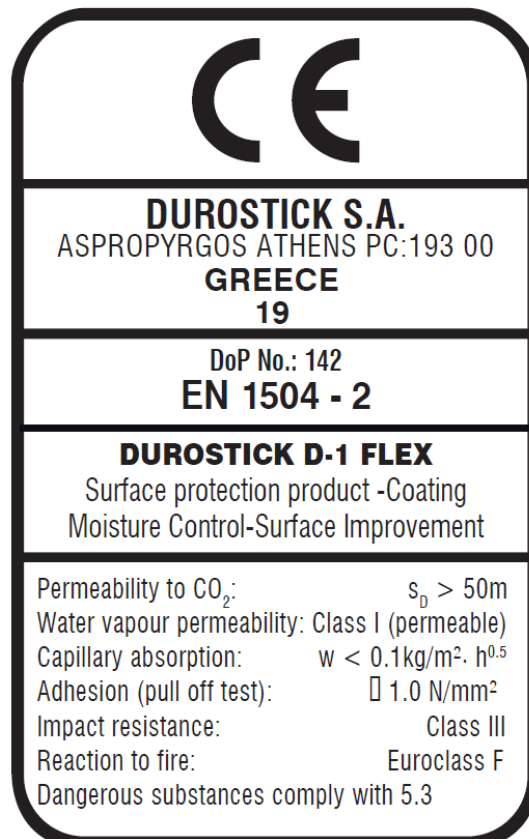 CE
DUROSTICK S.A.
ASPROPYRGOS ATHENS PC:193 00
GREECE
19
DoP No.: 142
EN 1504 - 2
DUROSTICK D-1 FLEX
Surface protection product -Coating
Moisture Control-Surface Improvement
Permeability to CO₂: s_D > 50m
Water vapour permeability: Class I (permeable)
Capillary absorption: w < 0.1kg/m²· h⁰·⁵
Adhesion (pull off test): ▯ 1.0 N/mm²
Impact resistance: Class III
Reaction to fire: Euroclass F
Dangerous substances comply with 5.3